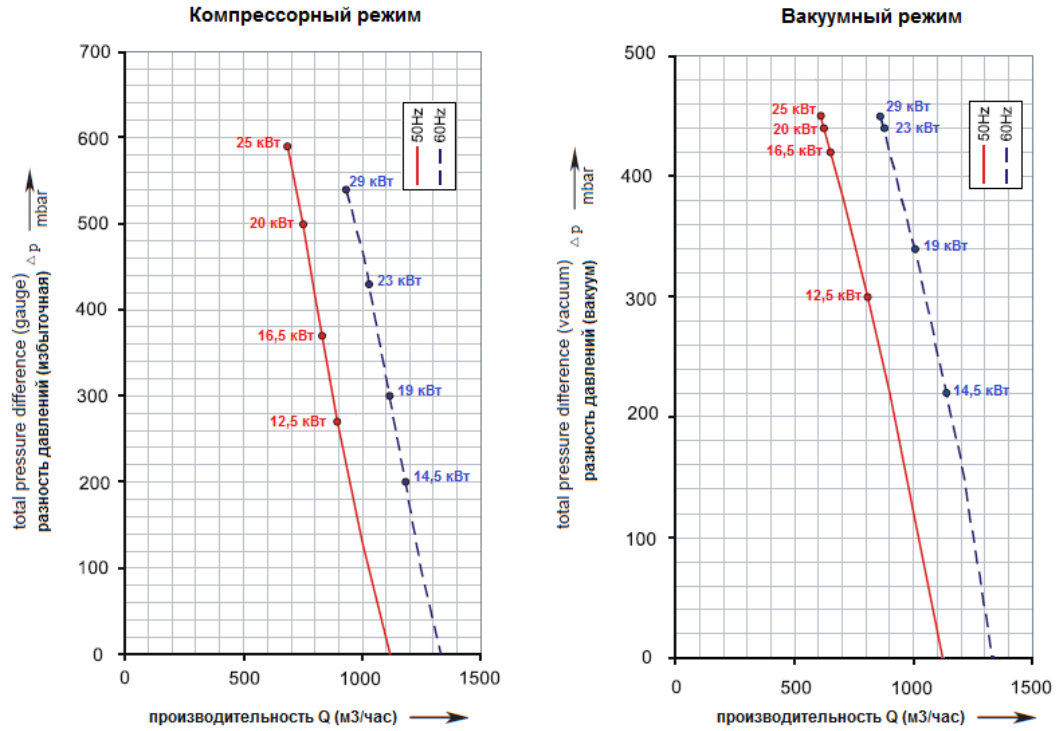 Компрессорный режим
700
600
500
400
300
200
100
0
0
500
1000
1500
total pressure difference (gauge) △ p mbar
разность давлений (избыточная)
50Hz
60Hz
25 кВт
29 кВт
20 кВт
23 кВт
16,5 кВт
19 кВт
12,5 кВт
14,5 кВт
производительность Q (м3/час)
Вакуумный режим
500
400
300
200
100
0
0
500
1000
1500
total pressure difference (vacuum) △ p mbar
разность давлений (вакуум)
50Hz
60Hz
25 кВт
29 кВт
20 кВт
23 кВт
16,5 кВт
19 кВт
12,5 кВт
14,5 кВт
производительность Q (м3/час)